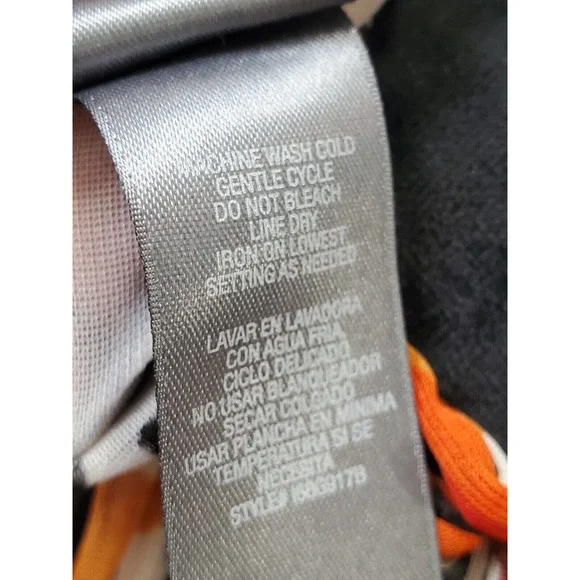 MACHINE WASH COLD
GENTLE CYCLE
DO NOT BLEACH
LINE DRY
IRON ON LOWEST
SETTING AS NEEDED
LAVAR EN LAVADORA
CON AGUA FRIA
CICLO DELICADO
NO USAR BLANQUEADOR
SECAR COLGADO
USAR PLANCHA EN MINIMA
TEMPERATURA SI SE
NECESITA
STYLE#